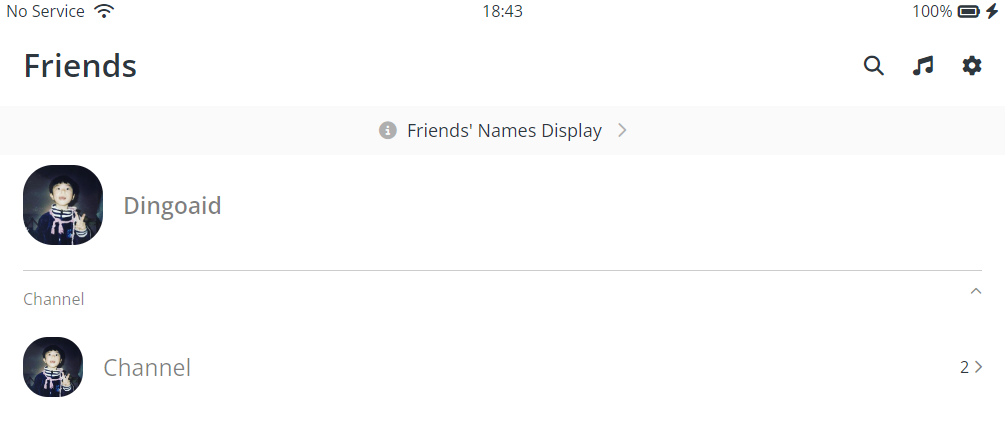 No Service 18:43 100%
Friends
Friends' Names Display
Dingoaid
Channel
Channel 2